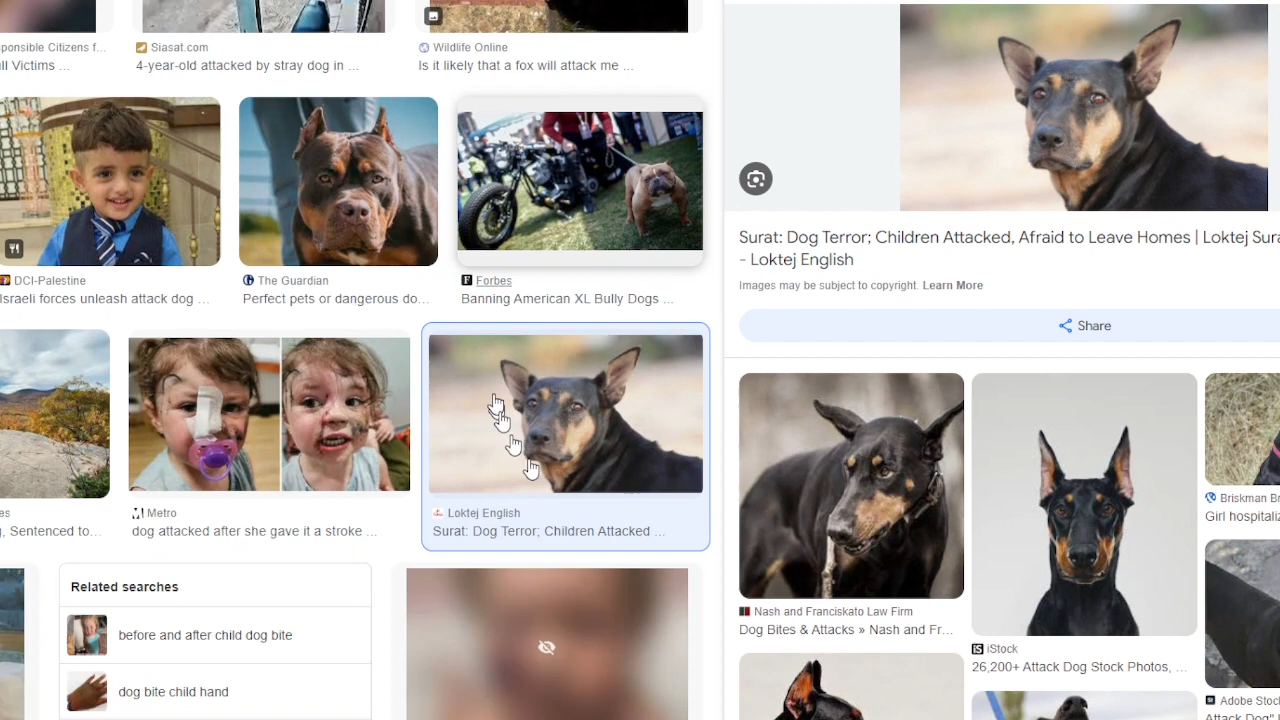 ponsible Citizens f...
ll Victims ...
Siasat.com
4-year-old attacked by stray dog in ...
Wildlife Online
Is it likely that a fox will attack me ...
DCI-Palestine
Israeli forces unleash attack dog ...
The Guardian
Perfect pets or dangerous do...
Forbes
Banning American XL Bully Dogs ...
es
, Sentenced to...
Metro
dog attacked after she gave it a stroke ...
Loktej English
Surat: Dog Terror; Children Attacked ...
Related searches
before and after child dog bite
dog bite child hand
Surat: Dog Terror; Children Attacked, Afraid to Leave Homes | Loktej Sura
- Loktej English
Images may be subject to copyright. Learn More
Share
Nash and Franciskato Law Firm
Dog Bites & Attacks » Nash and Fr...
iStock
26,200+ Attack Dog Stock Photos, ...
Briskman Br
Girl hospitaliz
Adobe Stoc
Attack Dog"